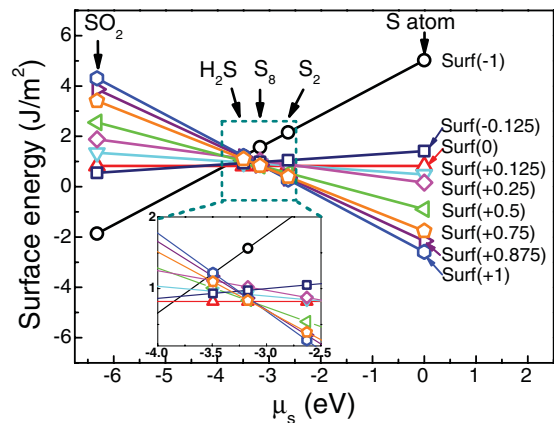 SO2
S atom
H2S
S8
S2
Surf(-1)
Surf(-0.125)
Surf(0)
Surf(+0.125)
Surf(+0.25)
Surf(+0.5)
Surf(+0.75)
Surf(+0.875)
Surf(+1)
Surface energy (J/m²)
6
4
2
0
-2
-4
-6
2
1
-4.0 -3.5 -3.0 -2.5
-6 -5 -4 -3 -2 -1 0 1 2
μs (eV)